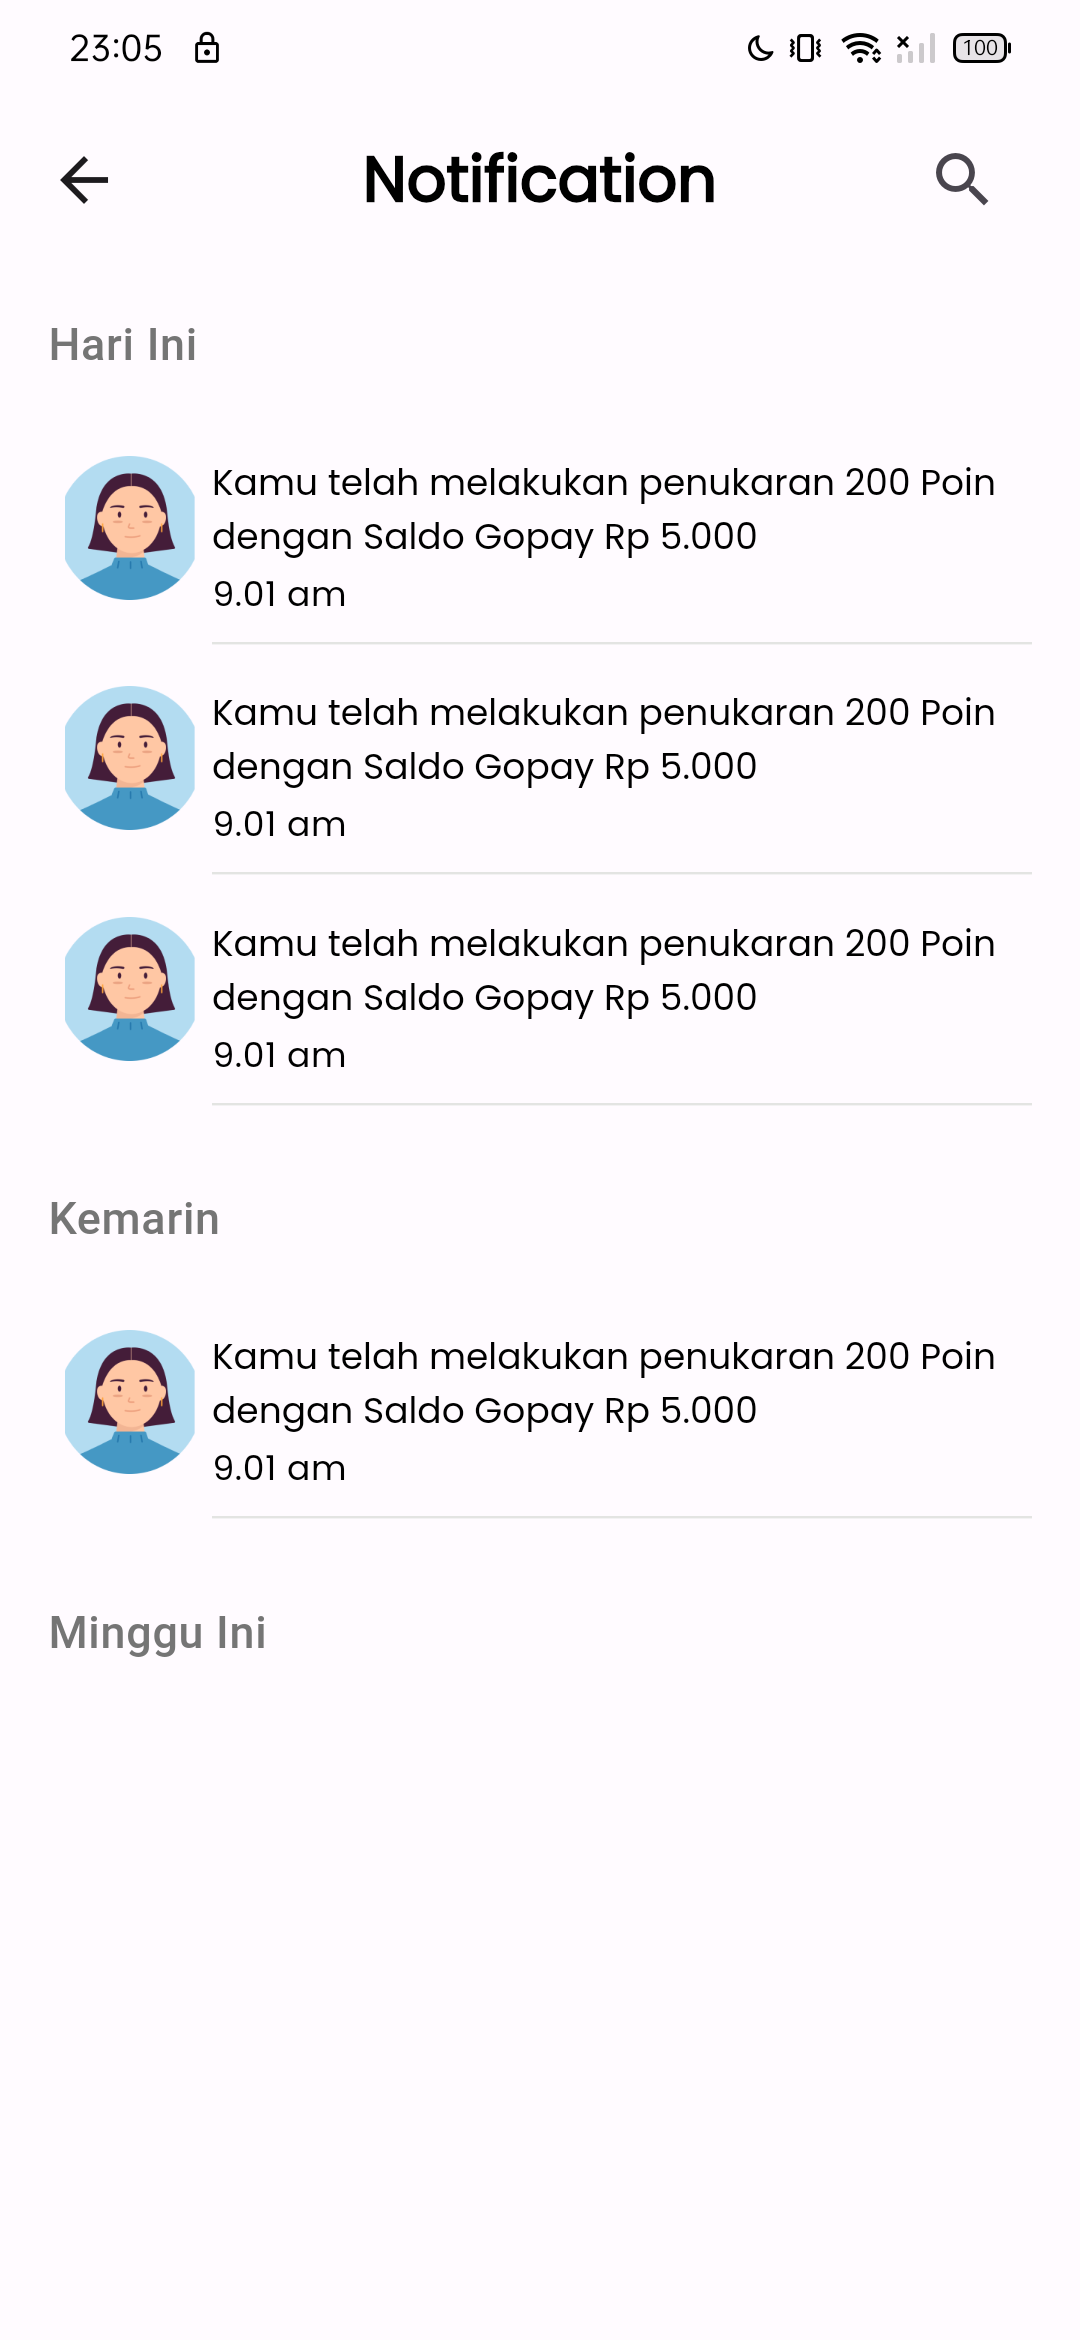 23:05
100
Notification
Hari Ini
Kamu telah melakukan penukaran 200 Poin
dengan Saldo Gopay Rp 5.000
9.01 am
Kamu telah melakukan penukaran 200 Poin
dengan Saldo Gopay Rp 5.000
9.01 am
Kamu telah melakukan penukaran 200 Poin
dengan Saldo Gopay Rp 5.000
9.01 am
Kemarin
Kamu telah melakukan penukaran 200 Poin
dengan Saldo Gopay Rp 5.000
9.01 am
Minggu Ini